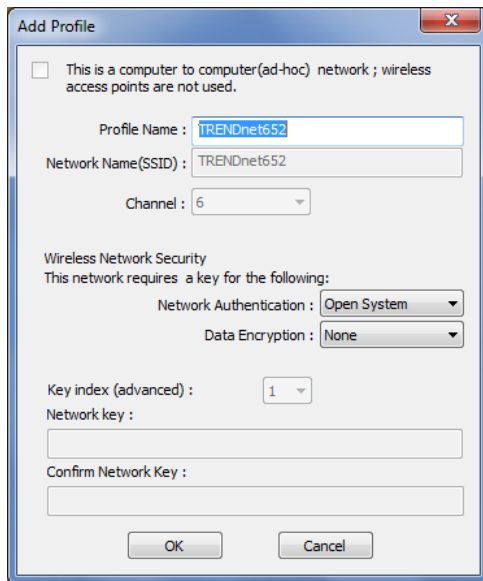 Add Profile
This is a computer to computer(ad-hoc) network ; wireless
access points are not used.
Profile Name : TRENDnet652
Network Name(SSID) : TRENDnet652
Channel : 6
Wireless Network Security
This network requires a key for the following:
Network Authentication : Open System
Data Encryption : None
Key index (advanced) : 1
Network key :
Confirm Network Key :
OK Cancel